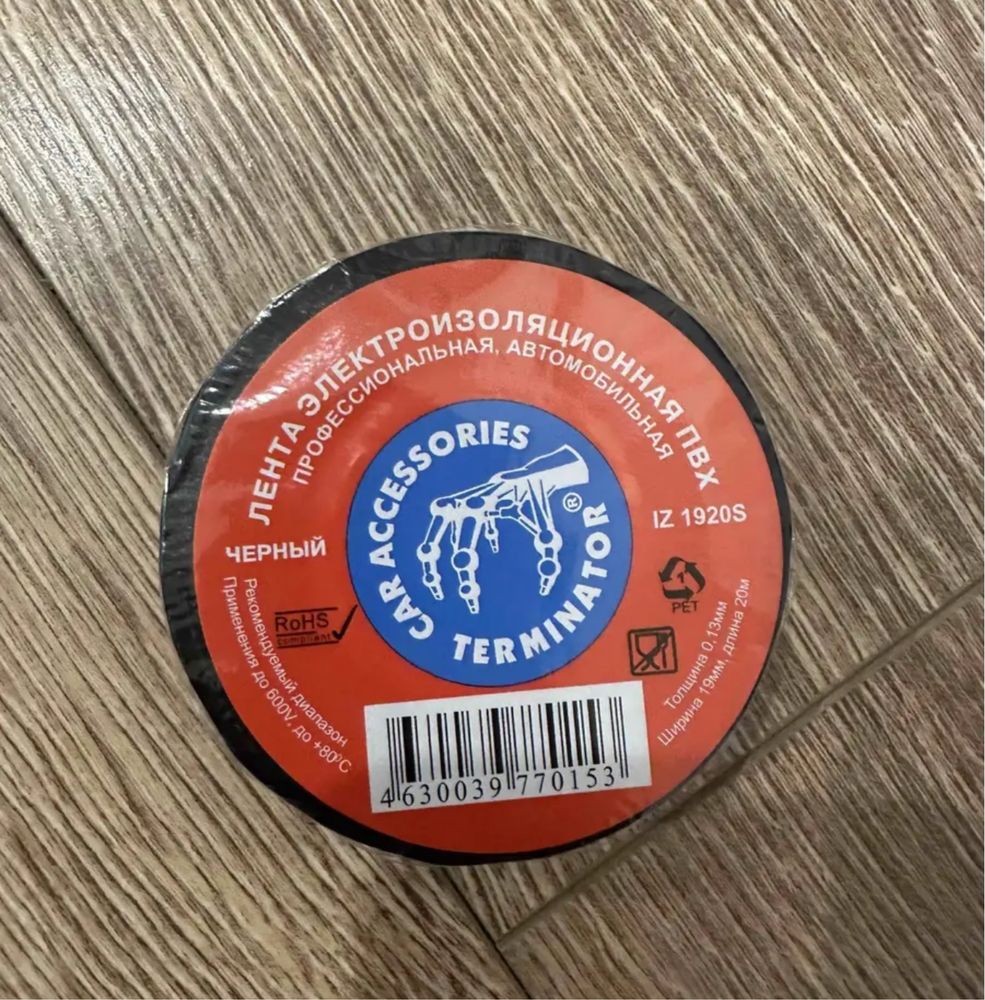 ЛЕНТА ЭЛЕКТРОИЗОЛЯЦИОННАЯ ПВХ
ПРОФЕССИОНАЛЬНАЯ, АВТОМОБИЛЬНАЯ
CAR ACCESSORIES
®
TERMINATOR
ЧЕРНЫЙ
IZ 1920S
RoHS
compliant
1
PET
Рекомендуемый диапазон
Применения до 600V, до +80°С
Толщина 0,13мм
Ширина 19мм, длина 20м
4630039770153